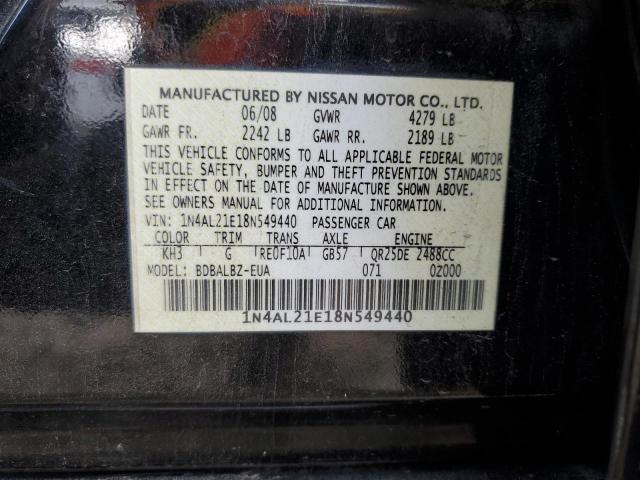 MANUFACTURED BY NISSAN MOTOR CO., LTD.
DATE 06/08 GVWR 4279 LB
GAWR FR. 2242 LB GAWR RR. 2189 LB
THIS VEHICLE CONFORMS TO ALL APPLICABLE FEDERAL MOTOR
VEHICLE SAFETY, BUMPER AND THEFT PREVENTION STANDARDS
IN EFFECT ON THE DATE OF MANUFACTURE SHOWN ABOVE.
SEE OWNERS MANUAL FOR ADDITIONAL INFORMATION
VIN: 1N4AL21E18N549440 PASSENGER CAR
COLOR TRIM TRANS AXLE ENGINE
KH3 G RE0F10A GB57 QR25DE 2488CC
MODEL: BDBALBZ-EUA 071 02000
1N4AL21E18N549440